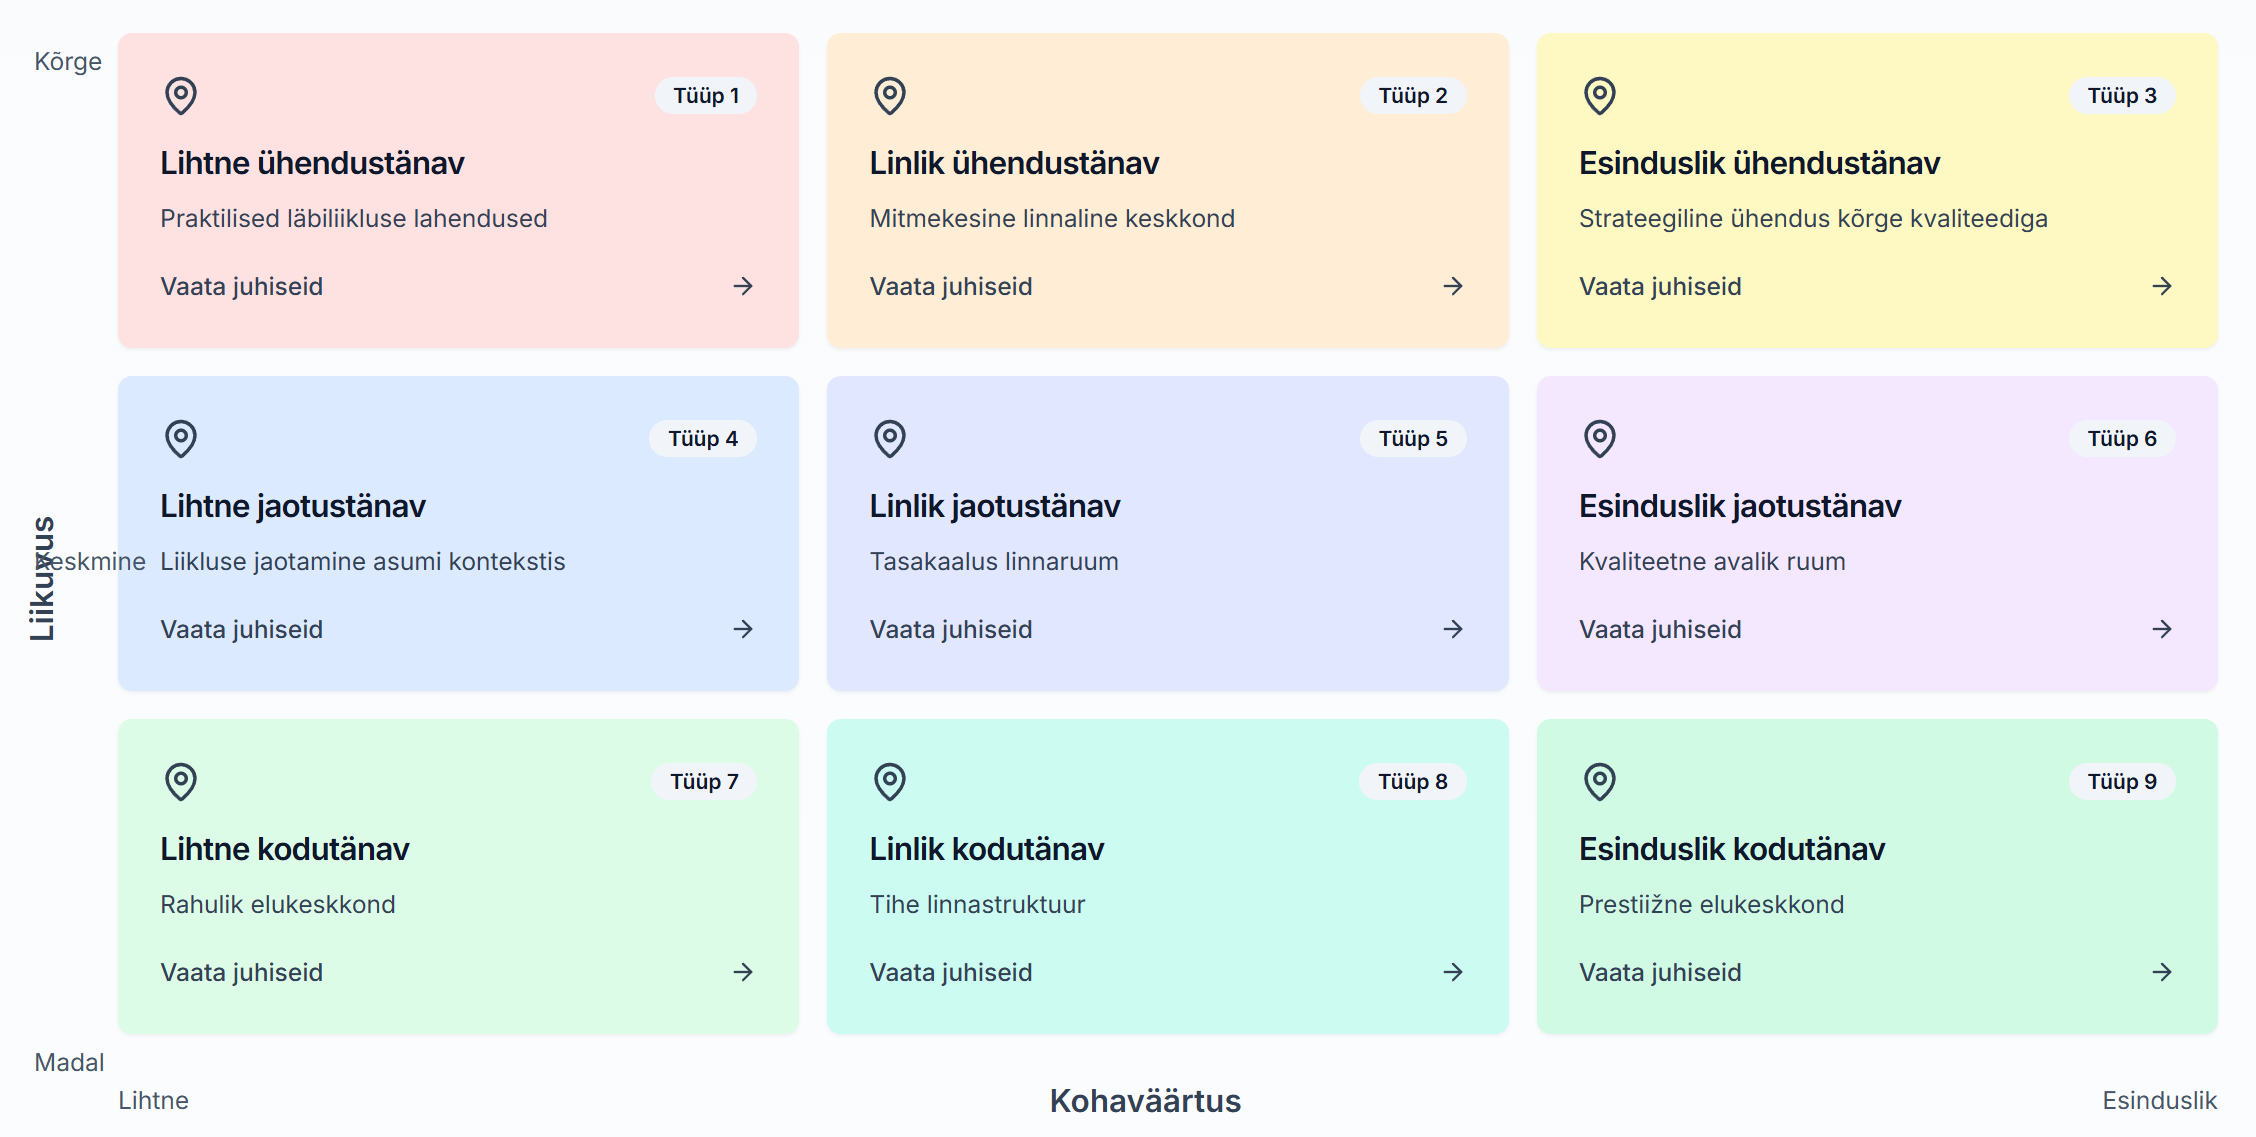 Kõrge
Tüüp 1
Lihtne ühendustänav
Praktilised läbiliikluse lahendused
Vaata juhiseid
Tüüp 2
Linlik ühendustänav
Mitmekesine linnaline keskkond
Vaata juhiseid
Tüüp 3
Esinduslik ühendustänav
Strateegiline ühendus kõrge kvaliteediga
Vaata juhiseid
Liikuvus
Keskmine
Tüüp 4
Lihtne jaotustänav
Liikluse jaotamine asumi kontekstis
Vaata juhiseid
Tüüp 5
Linlik jaotustänav
Tasakaalus linnaruum
Vaata juhiseid
Tüüp 6
Esinduslik jaotustänav
Kvaliteetne avalik ruum
Vaata juhiseid
Tüüp 7
Lihtne kodutänav
Rahulik elukeskkond
Vaata juhiseid
Tüüp 8
Linlik kodutänav
Tihe linnastruktuur
Vaata juhiseid
Tüüp 9
Esinduslik kodutänav
Prestiižne elukeskkond
Vaata juhiseid
Madal
Lihtne
Kohaväärtus
Esinduslik